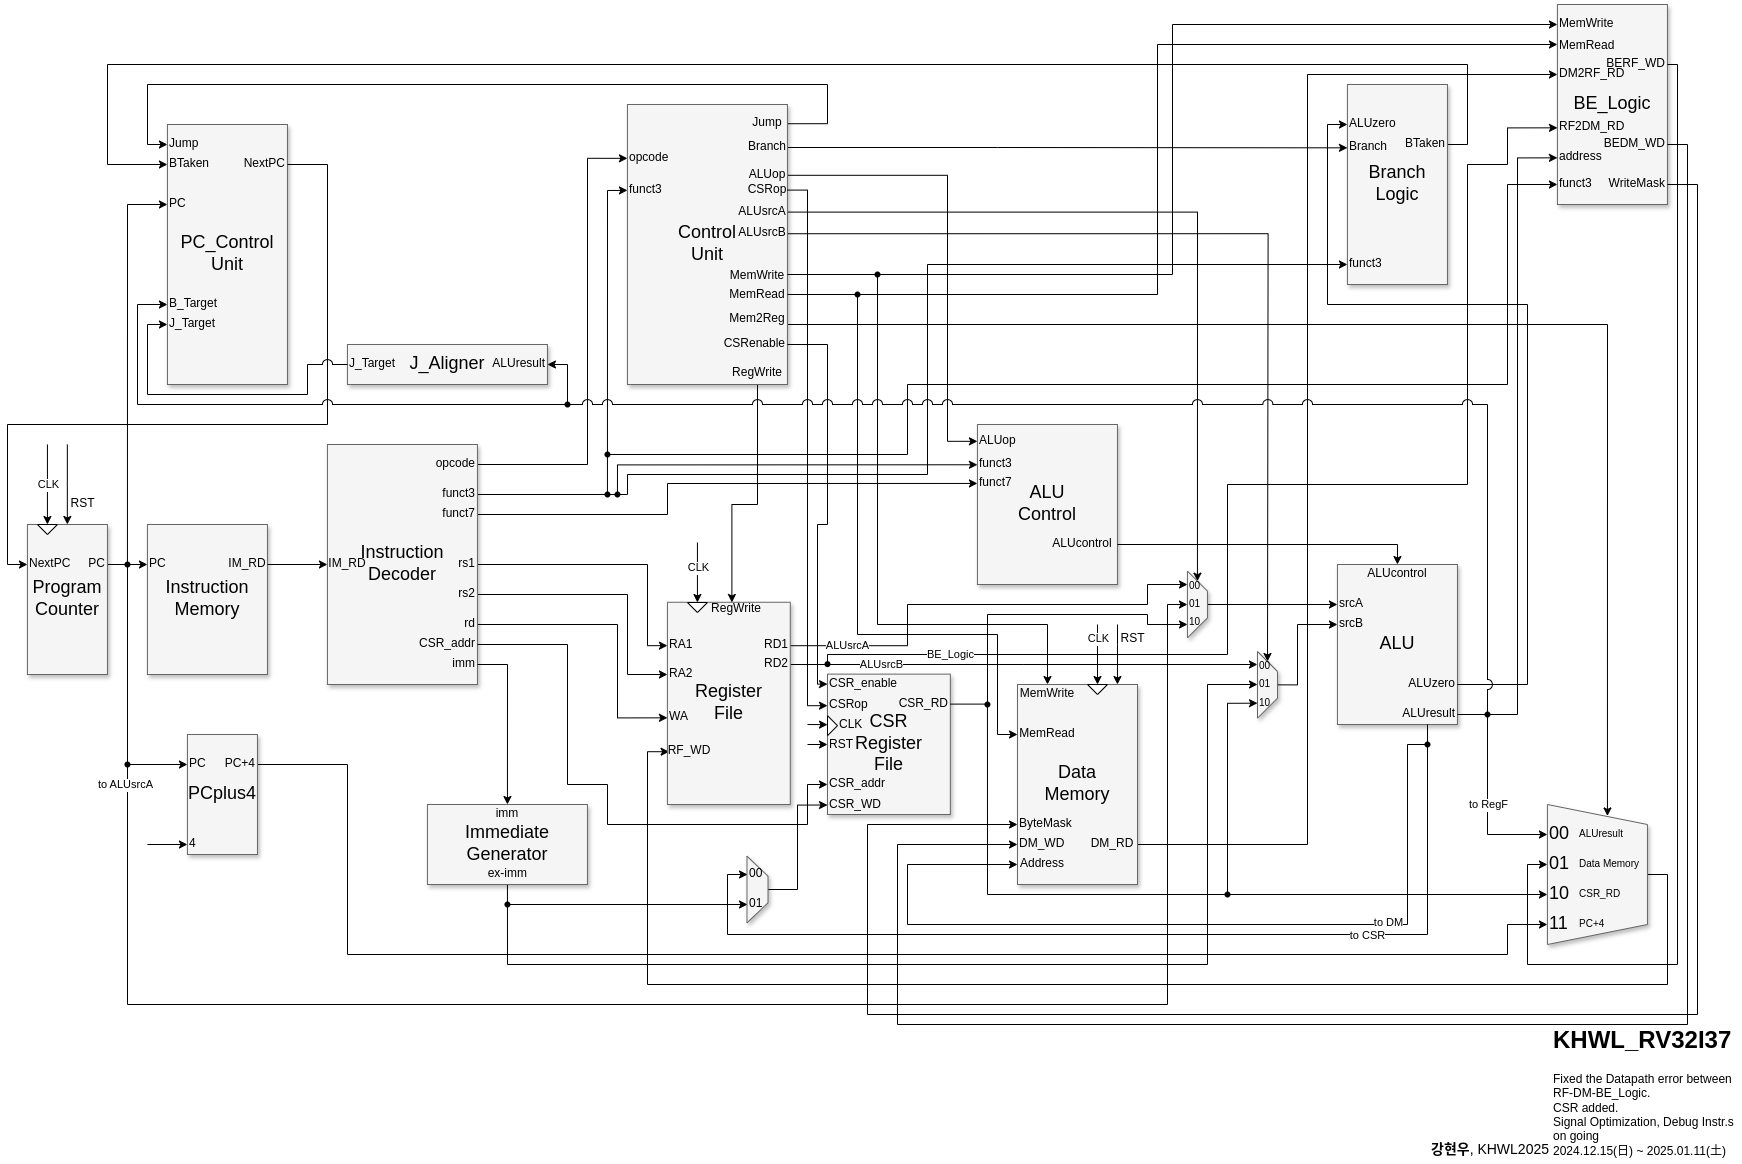 MemWrite
MemRead
BERF_WD
DM2RF_RD
BE_Logic
RF2DM_RD
BEDM_WD
address
funct3 WriteMask
Jump
BTaken NextPC
PC
PC_Control
Unit
B_Target
J_Target
Jump
opcode Branch
ALUop
funct3 CSRop
ALUsrcA
Control ALUsrcB
Unit
MemWrite
MemRead
Mem2Reg
CSRenable
RegWrite
ALUzero
Branch BTaken
Branch
Logic
funct3
J_Target J_Aligner ALUresult
CLK
RST
NextPC PC
Program
Counter
PC IM_RD
Instruction
Memory
opcode
funct3
funct7
Instruction
IM_RD Decoder rs1
rs2
rd
CSR_addr
imm
ALUop
funct3
funct7
ALU
Control
ALUcontrol
CLK
RegWrite
RA1 RD1
RA2 RD2
Register
File
WA
RF_WD
ALUsrcA
BE_Logic
ALUsrcB
00
01
10
00
01
10
ALUcontrol
srcA
srcB
ALU
ALUzero
ALUresult
CSR_enable
CSRop CSR_RD
CLK CSR
RST Register
File
CSR_addr
CSR_WD
CLK RST
MemWrite
MemRead
Data
Memory
ByteMask
DM_WD DM_RD
Address
PC PC+4
to ALUsrcA
PCplus4
4
imm
Immediate
Generator
ex-imm
00
01
to RegF
00 ALUresult
01 Data Memory
10 CSR_RD
11 PC+4
to DM
to CSR
KHWL_RV32I37
Fixed the Datapath error between
RF-DM-BE_Logic.
CSR added.
Signal Optimization, Debug Instr.s
on going
강현우, KHWL2025 2024.12.15(日) ~ 2025.01.11(土)